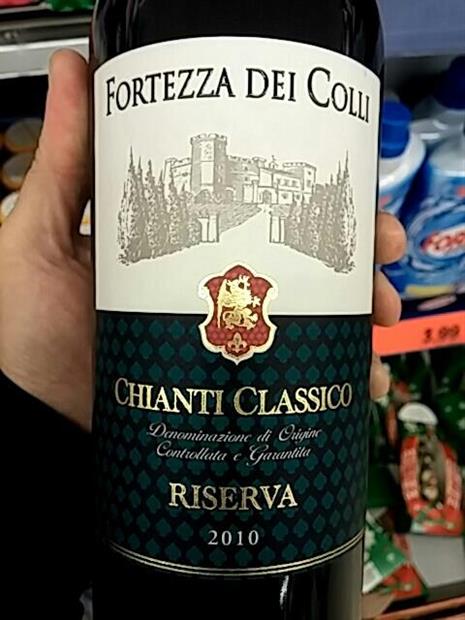 FORTEZZA DEI COLLI
CHIANTI CLASSICO
Denominazione di Origine
Controllata e Garantita
RISERVA
2010
3.99